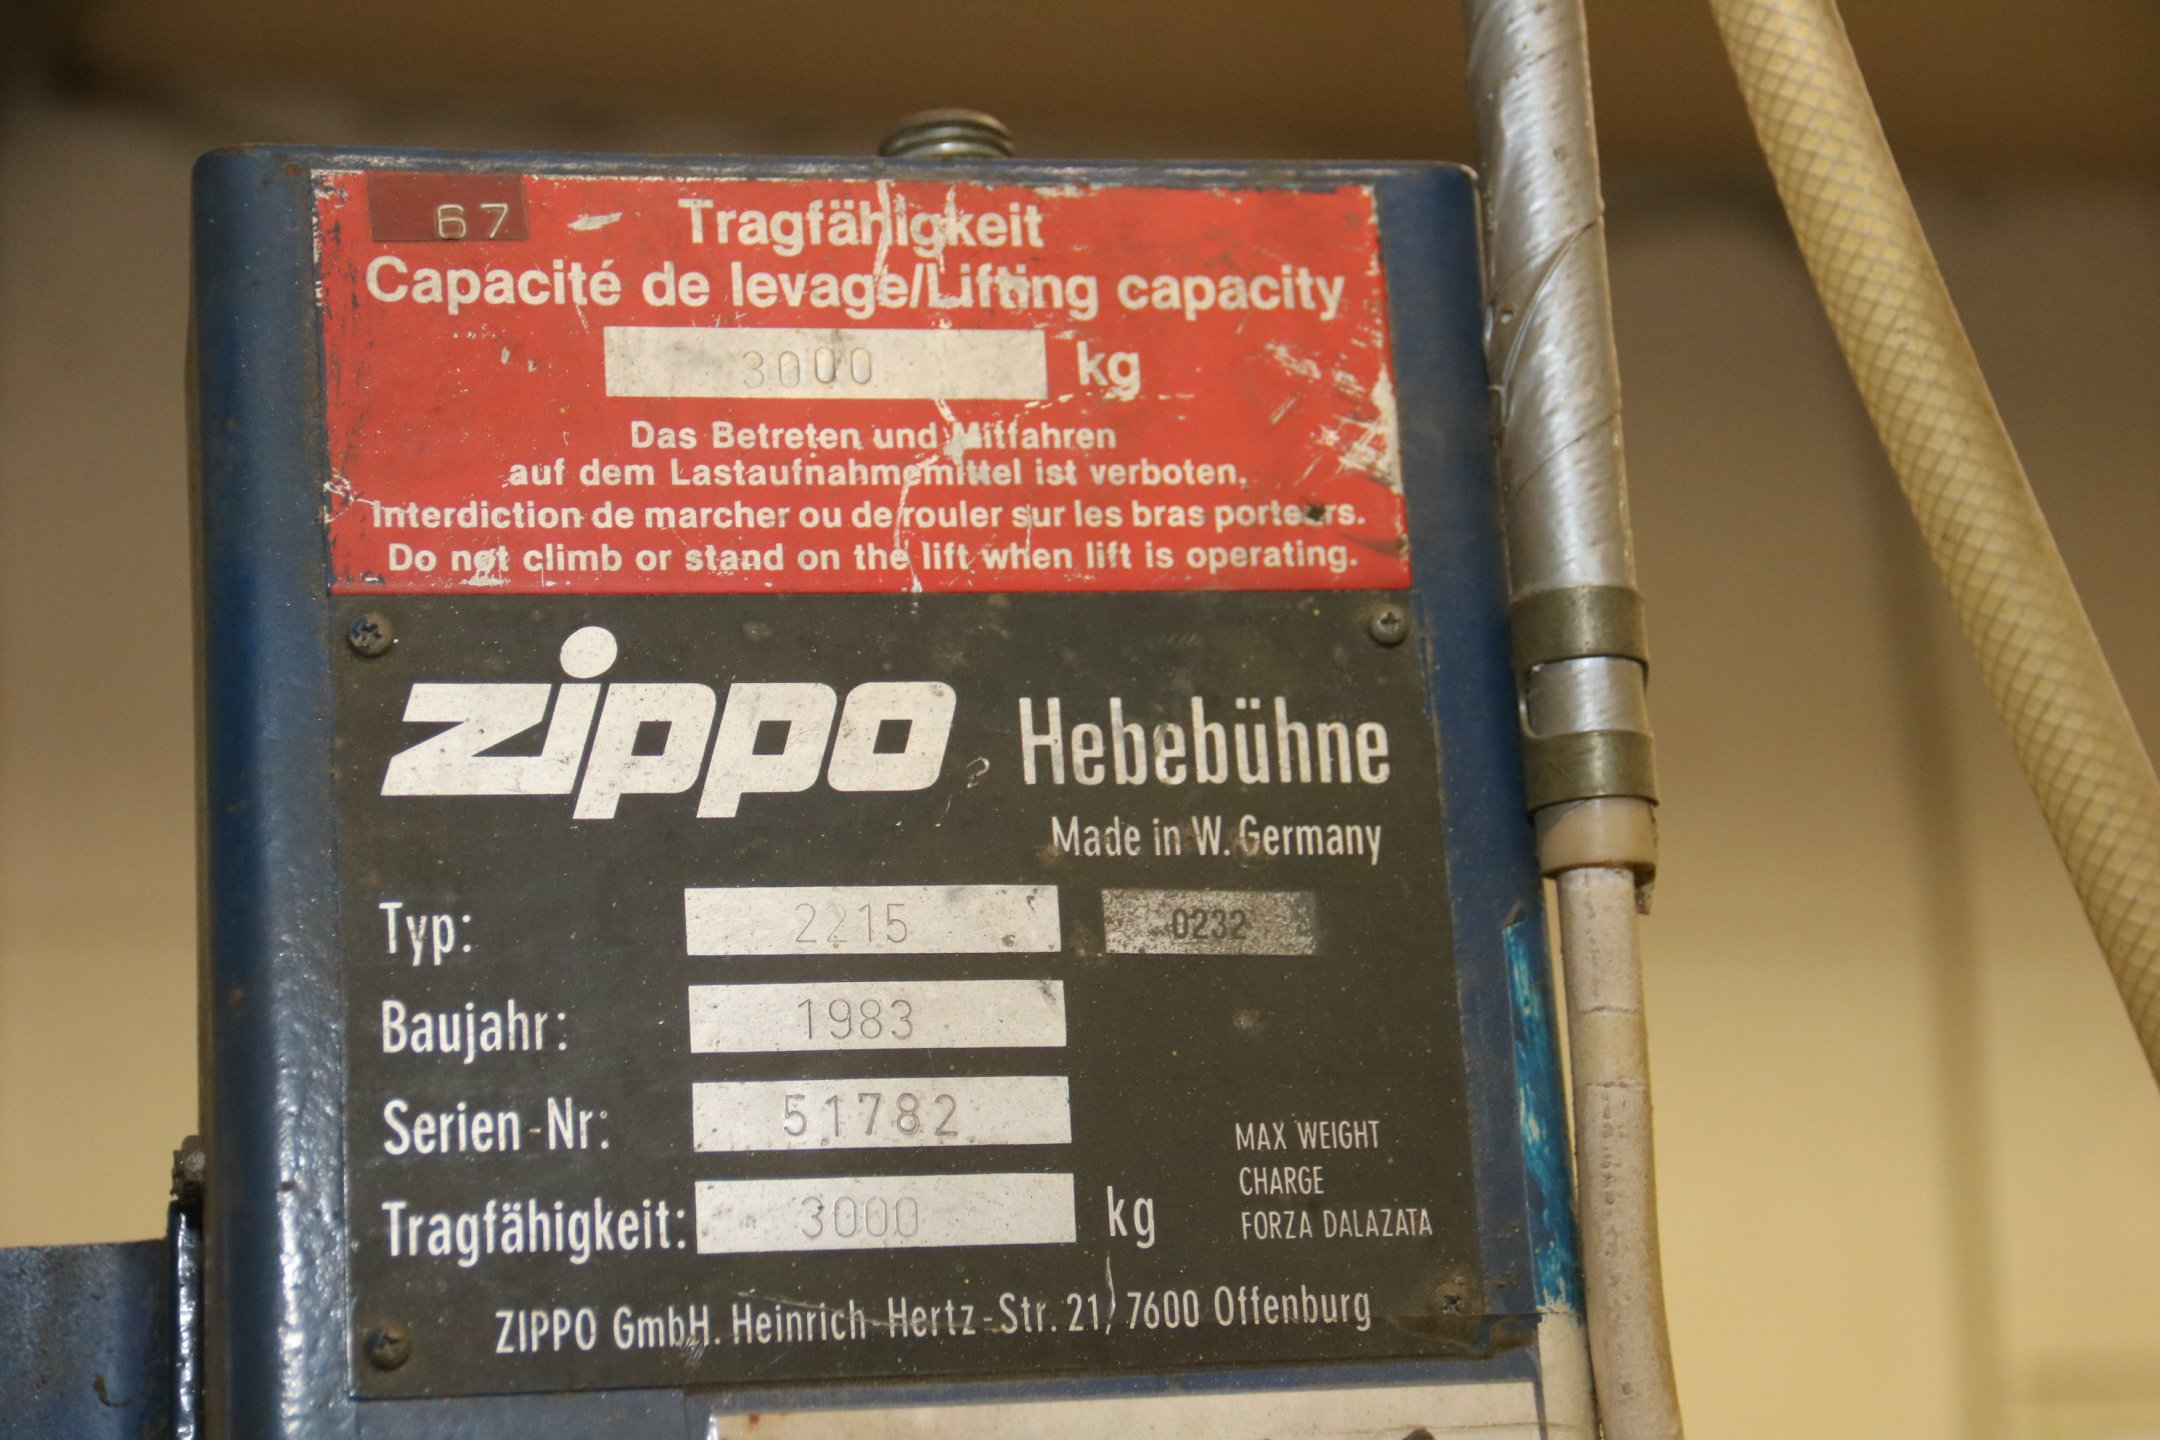 67
Tragfähigkeit
Capacité de levage/Lifting capacity
3000 kg
Das Betreten und Mitfahren
auf dem Lastaufnahmemittel ist verboten.
Interdiction de marcher ou de rouler sur les bras porteurs.
Do not climb or stand on the lift when lift is operating.
zippo Hebebühne
Made in W. Germany
Typ: 2215 0232
Baujahr: 1983
Serien-Nr: 51782
Tragfähigkeit: 3000 kg
MAX WEIGHT
CHARGE
FORZA DALAZATA
ZIPPO GmbH. Heinrich-Hertz-Str. 21, 7600 Offenburg